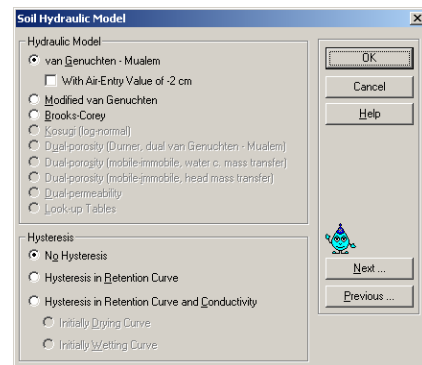 Soil Hydraulic Model
Hydraulic Model
van Genuchten - Mualem
With Air-Entry Value of -2 cm
Modified van Genuchten
Brooks-Corey
Kosugi (log-normal)
Dual-porosity (Durner, dual van Genuchten - Mualem)
Dual-porosity (mobile-immobile, water c. mass transfer)
Dual-porosity (mobile-immobile, head mass transfer)
Dual-permeability
Look-up Tables
OK
Cancel
Help
Hysteresis
No Hysteresis
Hysteresis in Retention Curve
Hysteresis in Retention Curve and Conductivity
Initially Drying Curve
Initially Wetting Curve
Next ...
Previous ...